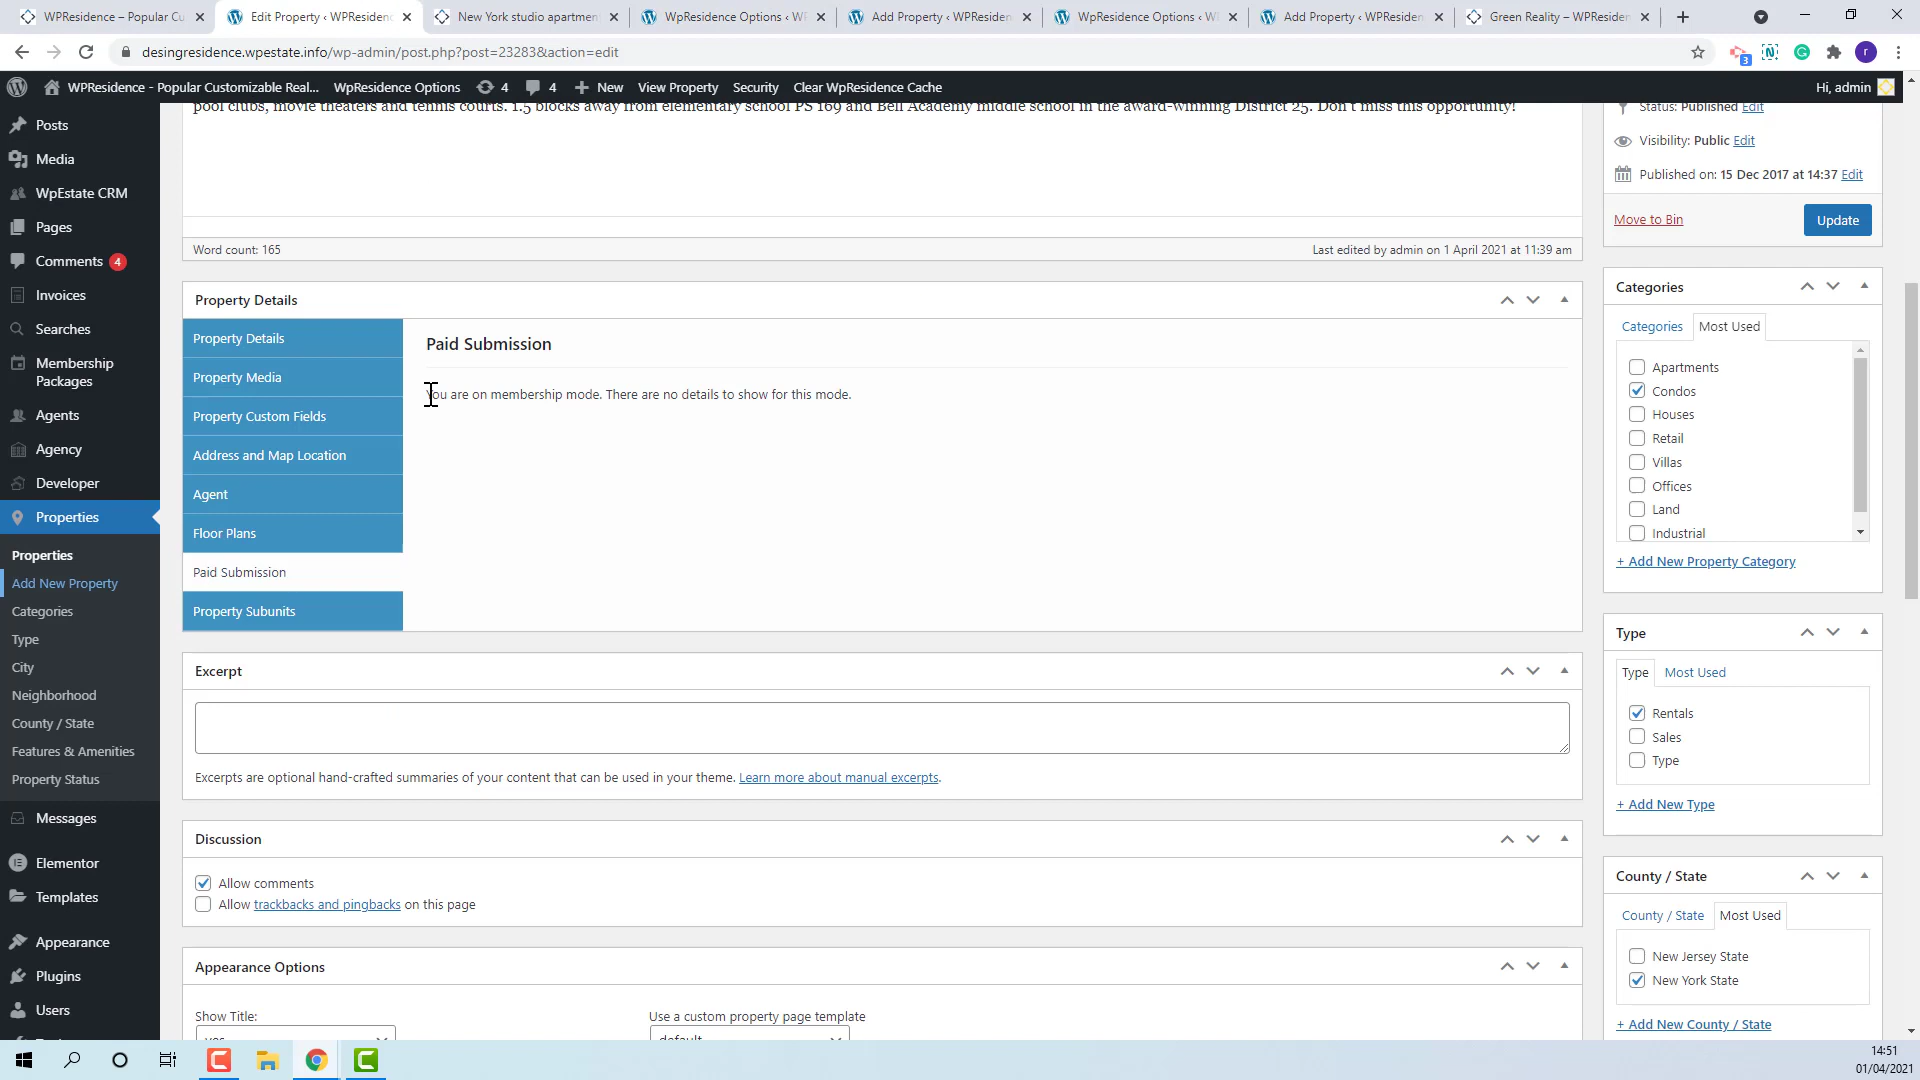 WPResidence – Popular Cu
Edit Property ‹ WPResidenc
New York studio apartmen
WpResidence Options ‹ W
Add Property ‹ WPResiden
WpResidence Options ‹ WP
Add Property ‹ WPResiden
Green Reality – WPResiden
desingresidence.wpestate.info/wp-admin/post.php?post=23283&action=edit
3
r
WPResidence - Popular Customizable Real...
WPResidence Options
4
4
New
View Property
Security
Clear WpResidence Cache
Hi, admin
Posts
Media
WpEstate CRM
Pages
Comments 4
Invoices
Searches
Membership Packages
Agents
Agency
Developer
Properties
Properties
Add New Property
Categories
Type
City
Neighborhood
County / State
Features & Amenities
Property Status
Messages
Elementor
Templates
Appearance
Plugins
Users
pool clubs, movie theaters and tennis courts. 1.5 blocks away from elementary school PS 169 and Bell Academy middle school in the award-winning District 25. Don't miss this opportunity!
Word count: 165
Last edited by admin on 1 April 2021 at 11:39 am
Property Details
Property Details
Property Media
Property Custom Fields
Address and Map Location
Agent
Floor Plans
Paid Submission
Property Subunits
Paid Submission
You are on membership mode. There are no details to show for this mode.
Excerpt
Excerpts are optional hand-crafted summaries of your content that can be used in your theme. Learn more about manual excerpts.
Discussion
Allow comments
Allow trackbacks and pingbacks on this page
Appearance Options
Show Title:
yes
Use a custom property page template
default
Status: Published Edit
Visibility: Public Edit
Published on: 15 Dec 2017 at 14:37 Edit
Move to Bin
Update
Categories
Categories
Most Used
Apartments
Condos
Houses
Retail
Villas
Offices
Land
Industrial
+ Add New Property Category
Type
Type
Most Used
Rentals
Sales
Type
+ Add New Type
County / State
County / State
Most Used
New Jersey State
New York State
+ Add New County / State
14:51
01/04/2021